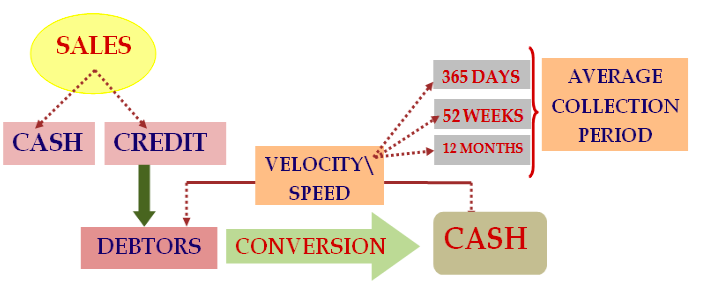 SALES
CASH
CREDIT
DEBTORS
CONVERSION
CASH
VELOCITY\
SPEED
365 DAYS
52 WEEKS
12 MONTHS
AVERAGE
COLLECTION
PERIOD